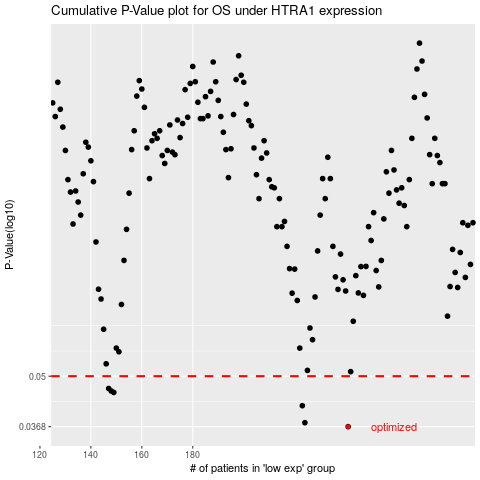 Cumulative P-Value plot for OS under HTRA1 expression
P-Value(log10)
0.05
0.0368
optimized
120 140 160 180
# of patients in 'low exp' group